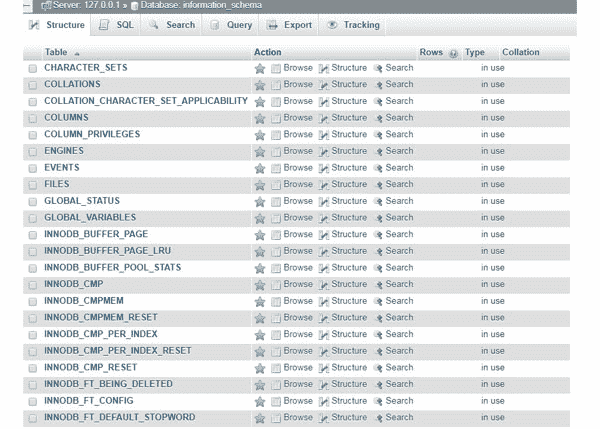 Server: 127.0.0.1 » Database: information_schema
Structure SQL Search Query Export Tracking
Table Action Rows Type Collation
CHARACTER_SETS Browse Structure Search in use
COLLATIONS Browse Structure Search in use
COLLATION_CHARACTER_SET_APPLICABILITY Browse Structure Search in use
COLUMNS Browse Structure Search in use
COLUMN_PRIVILEGES Browse Structure Search in use
ENGINES Browse Structure Search in use
EVENTS Browse Structure Search in use
FILES Browse Structure Search in use
GLOBAL_STATUS Browse Structure Search in use
GLOBAL_VARIABLES Browse Structure Search in use
INNODB_BUFFER_PAGE Browse Structure Search in use
INNODB_BUFFER_PAGE_LRU Browse Structure Search in use
INNODB_BUFFER_POOL_STATS Browse Structure Search in use
INNODB_CMP Browse Structure Search in use
INNODB_CMPMEM Browse Structure Search in use
INNODB_CMPMEM_RESET Browse Structure Search in use
INNODB_CMP_PER_INDEX Browse Structure Search in use
INNODB_CMP_PER_INDEX_RESET Browse Structure Search in use
INNODB_CMP_RESET Browse Structure Search in use
INNODB_FT_BEING_DELETED Browse Structure Search in use
INNODB_FT_CONFIG Browse Structure Search in use
INNODB_FT_DEFAULT_STOPWORD Browse Structure Search in use